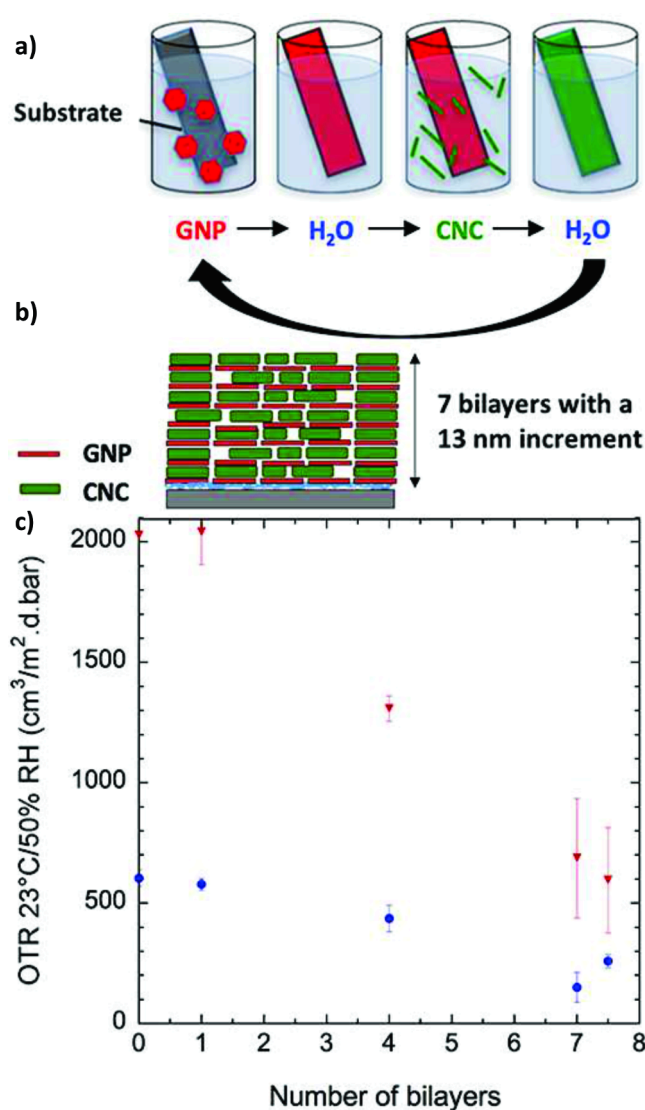 a)
Substrate
GNP → H₂O → CNC → H₂O
b)
7 bilayers with a
13 nm increment
GNP
CNC
c)
OTR 23°C/50% RH (cm³/m².d.bar)
2000
1500
1000
500
0
0 1 2 3 4 5 6 7 8
Number of bilayers